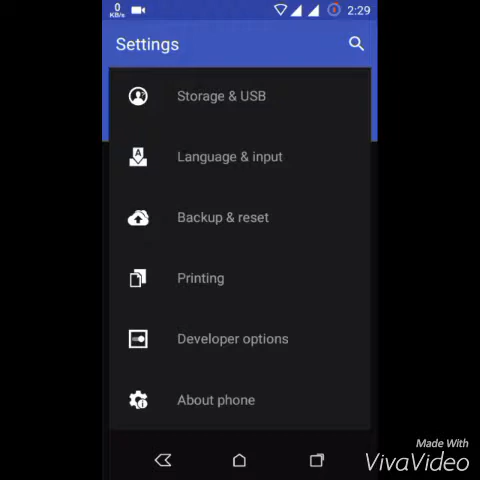 0
KB/s
2:29
Settings
Storage & USB
A
Language & input
Backup & reset
Printing
Developer options
About phone
Made With
VivaVideo